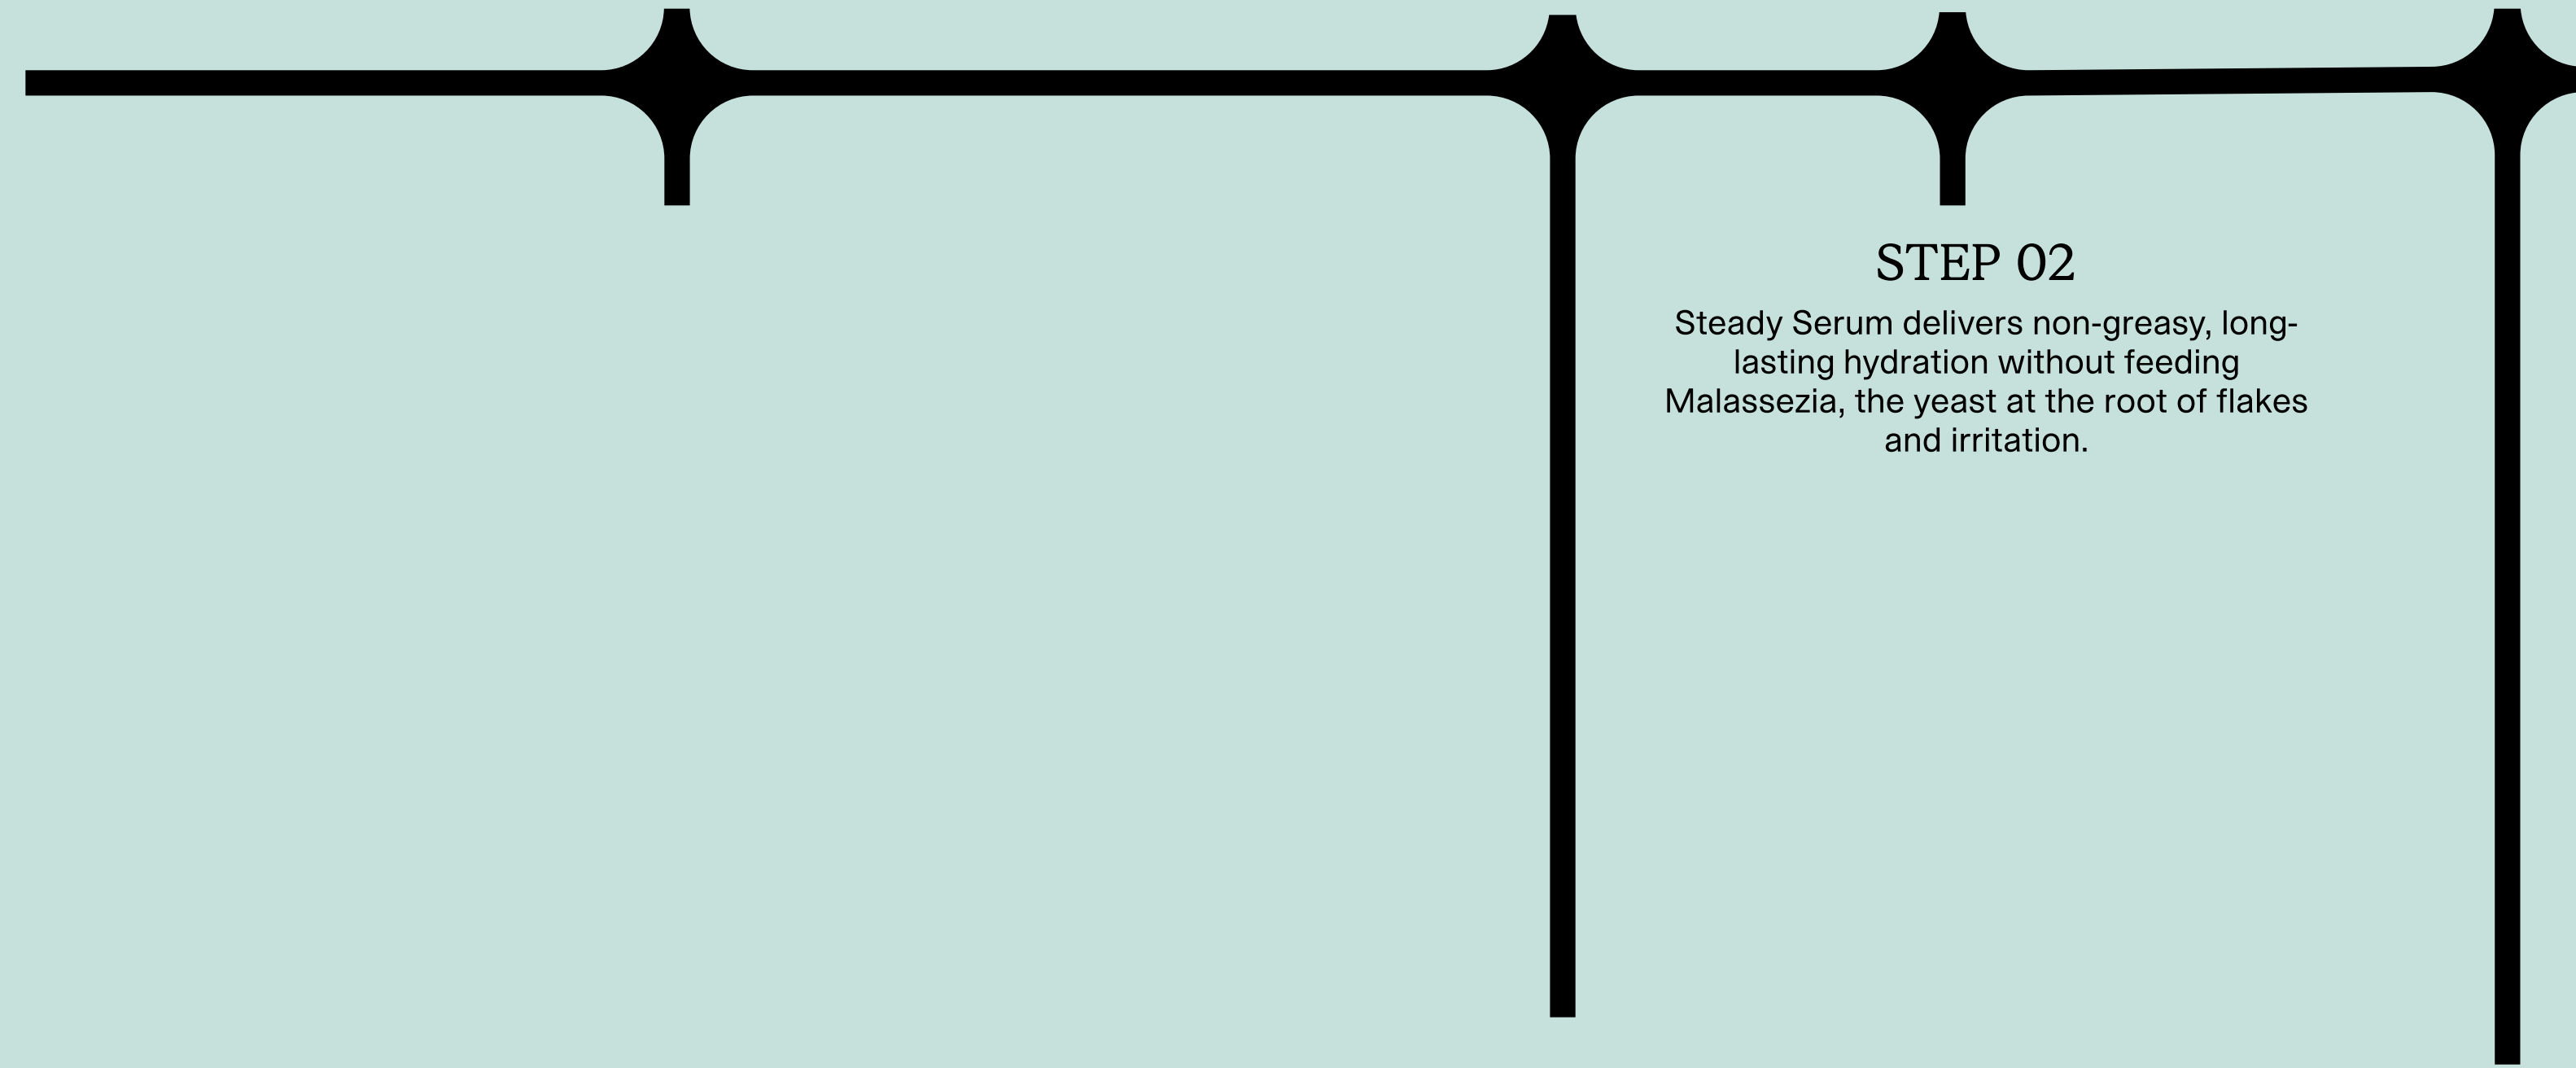 STEP 02
Steady Serum delivers non-greasy, long-
lasting hydration without feeding
Malassezia, the yeast at the root of flakes
and irritation.